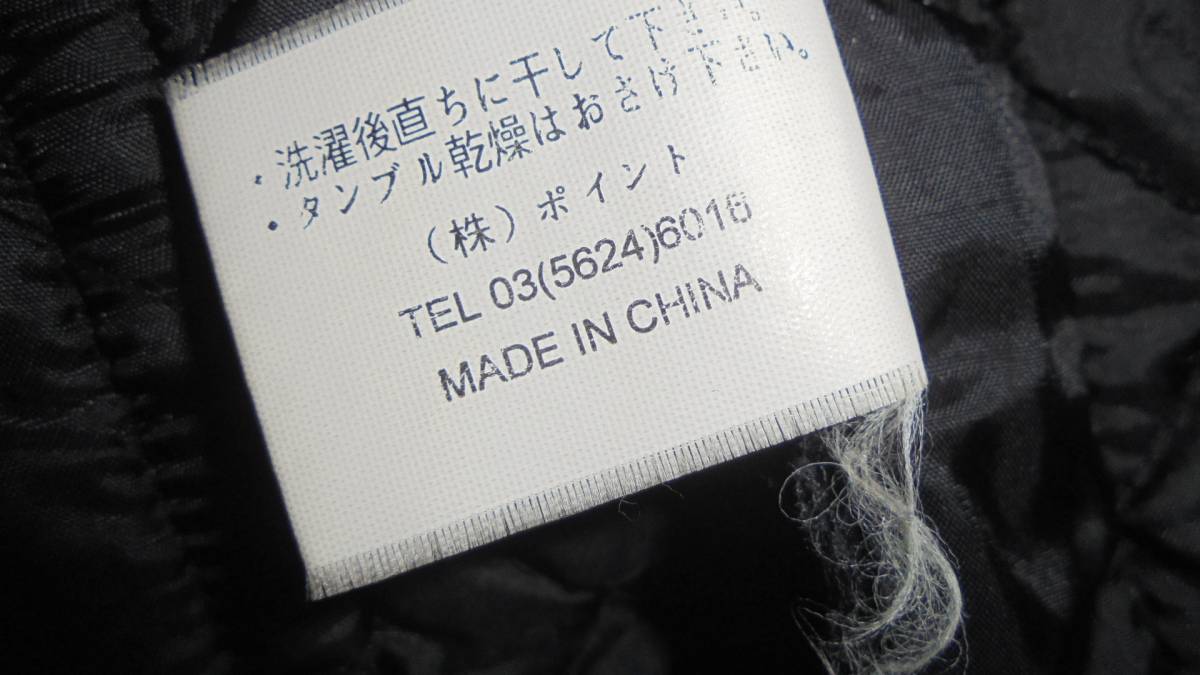 ・洗濯後直ちに干して下さい。
・タンブル乾燥はおさけ下さい。
(株)ポイント
TEL 03(5624)6016
MADE IN CHINA